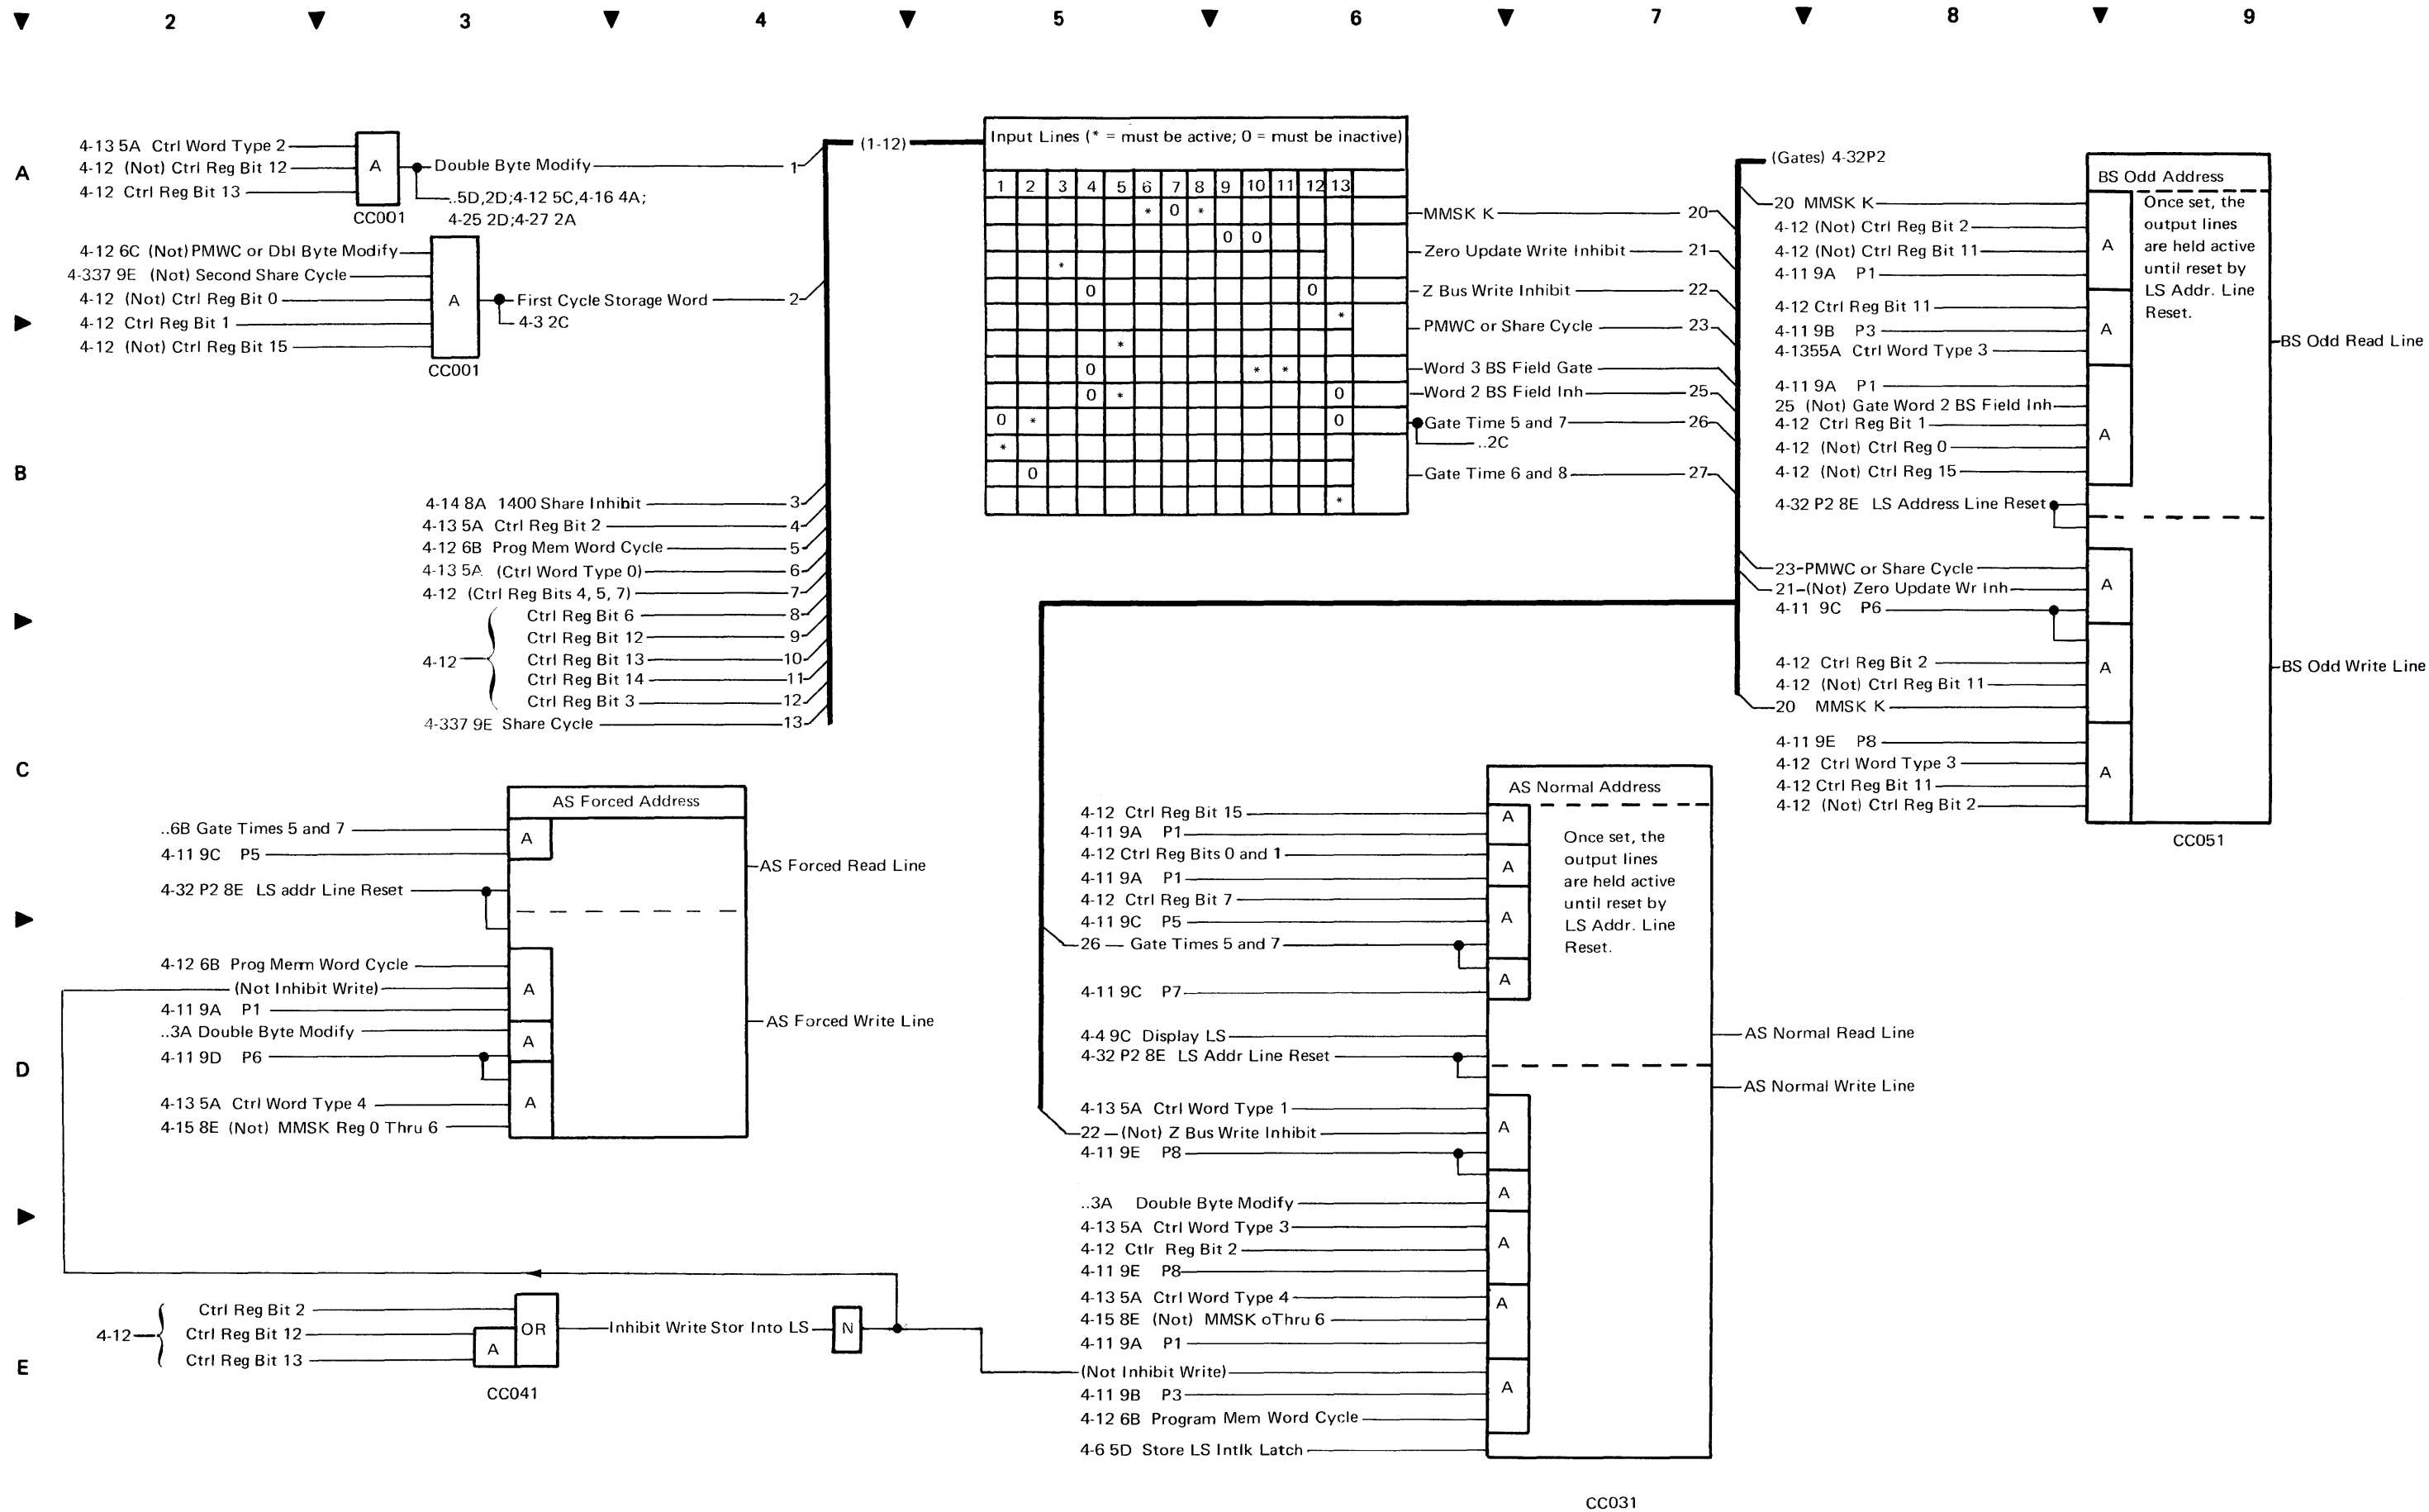 2 3 4 5 6 7 8 9
A
B
C
D
E
4-13 5A Ctrl Word Type 2
4-12 (Not) Ctrl Reg Bit 12
4-12 Ctrl Reg Bit 13
A
CC001
Double Byte Modify
1
..5D,2D;4-12 5C,4-16 4A;
4-25 2D;4-27 2A
4-12 6C (Not) PMWC or Dbl Byte Modify
4-337 9E (Not) Second Share Cycle
4-12 (Not) Ctrl Reg Bit 0
4-12 Ctrl Reg Bit 1
4-12 (Not) Ctrl Reg Bit 15
A
CC001
First Cycle Storage Word
2
4-3 2C
4-14 8A 1400 Share Inhibit 3
4-13 5A Ctrl Reg Bit 2 4
4-12 6B Prog Mem Word Cycle 5
4-13 5A (Ctrl Word Type 0) 6
4-12 (Ctrl Reg Bits 4, 5, 7) 7
4-12
Ctrl Reg Bit 6 8
Ctrl Reg Bit 12 9
Ctrl Reg Bit 13 10
Ctrl Reg Bit 14 11
Ctrl Reg Bit 3 12
4-337 9E Share Cycle 13
(1-12)
Input Lines (* = must be active; 0 = must be inactive)
1 2 3 4 5 6 7 8 9 10 11 12 13
* 0 *
0 0
*
0 0
*
*
0 * *
0 * 0
0 * 0
*
0
*
MMSK K 20
Zero Update Write Inhibit 21
Z Bus Write Inhibit 22
PMWC or Share Cycle 23
Word 3 BS Field Gate
Word 2 BS Field Inh 25
Gate Time 5 and 7 26
..2C
Gate Time 6 and 8 27
(Gates) 4-32P2
20 MMSK K
4-12 (Not) Ctrl Reg Bit 2
4-12 (Not) Ctrl Reg Bit 11
4-11 9A P1
4-12 Ctrl Reg Bit 11
4-11 9B P3
4-1355A Ctrl Word Type 3
4-11 9A P1
25 (Not) Gate Word 2 BS Field Inh
4-12 Ctrl Reg Bit 1
4-12 (Not) Ctrl Reg 0
4-12 (Not) Ctrl Reg 15
4-32 P2 8E LS Address Line Reset
23 PMWC or Share Cycle
21 (Not) Zero Update Wr Inh
4-11 9C P6
4-12 Ctrl Reg Bit 2
4-12 (Not) Ctrl Reg Bit 11
20 MMSK K
4-11 9E P8
4-12 Ctrl Word Type 3
4-12 Ctrl Reg Bit 11
4-12 (Not) Ctrl Reg Bit 2
BS Odd Address
Once set, the
output lines
are held active
until reset by
LS Addr. Line
Reset.
A
A
A
A
A
A
BS Odd Read Line
BS Odd Write Line
CC051
AS Forced Address
..6B Gate Times 5 and 7
4-11 9C P5
4-32 P2 8E LS addr Line Reset
4-12 6B Prog Mem Word Cycle
(Not Inhibit Write)
4-11 9A P1
..3A Double Byte Modify
4-11 9D P6
4-13 5A Ctrl Word Type 4
4-15 8E (Not) MMSK Reg 0 Thru 6
A
A
A
A
AS Forced Read Line
AS Forced Write Line
4-12
Ctrl Reg Bit 2
Ctrl Reg Bit 12
Ctrl Reg Bit 13
A
OR
CC041
Inhibit Write Stor Into LS
N
AS Normal Address
Once set, the
output lines
are held active
until reset by
LS Addr. Line
Reset.
4-12 Ctrl Reg Bit 15
4-11 9A P1
4-12 Ctrl Reg Bits 0 and 1
4-11 9A P1
4-12 Ctrl Reg Bit 7
4-11 9C P5
26 — Gate Times 5 and 7
4-11 9C P7
4-4 9C Display LS
4-32 P2 8E LS Addr Line Reset
4-13 5A Ctrl Word Type 1
22 — (Not) Z Bus Write Inhibit
4-11 9E P8
..3A Double Byte Modify
4-13 5A Ctrl Word Type 3
4-12 Ctlr Reg Bit 2
4-11 9E P8
4-13 5A Ctrl Word Type 4
4-15 8E (Not) MMSK oThru 6
4-11 9A P1
(Not Inhibit Write)
4-11 9B P3
4-12 6B Program Mem Word Cycle
4-6 5D Store LS Intlk Latch
A
A
A
A
A
A
A
A
A
AS Normal Read Line
AS Normal Write Line
CC031